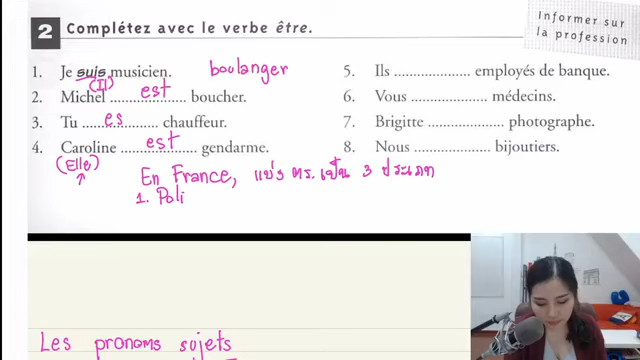 Informer sur
la profession
2 Complétez avec le verbe être.
1. Je suis musicien. boulanger
(Il)
2. Michel est boucher.
3. Tu es chauffeur.
4. Caroline est gendarme.
(Elle)
5. Ils .................... employés de banque.
6. Vous .................... médecins.
7. Brigitte .................... photographe.
8. Nous .................... bijoutiers.
En France, แบ่ง ตร. เป็น 3 ประเภท
1. Poli
Les pronoms sujets